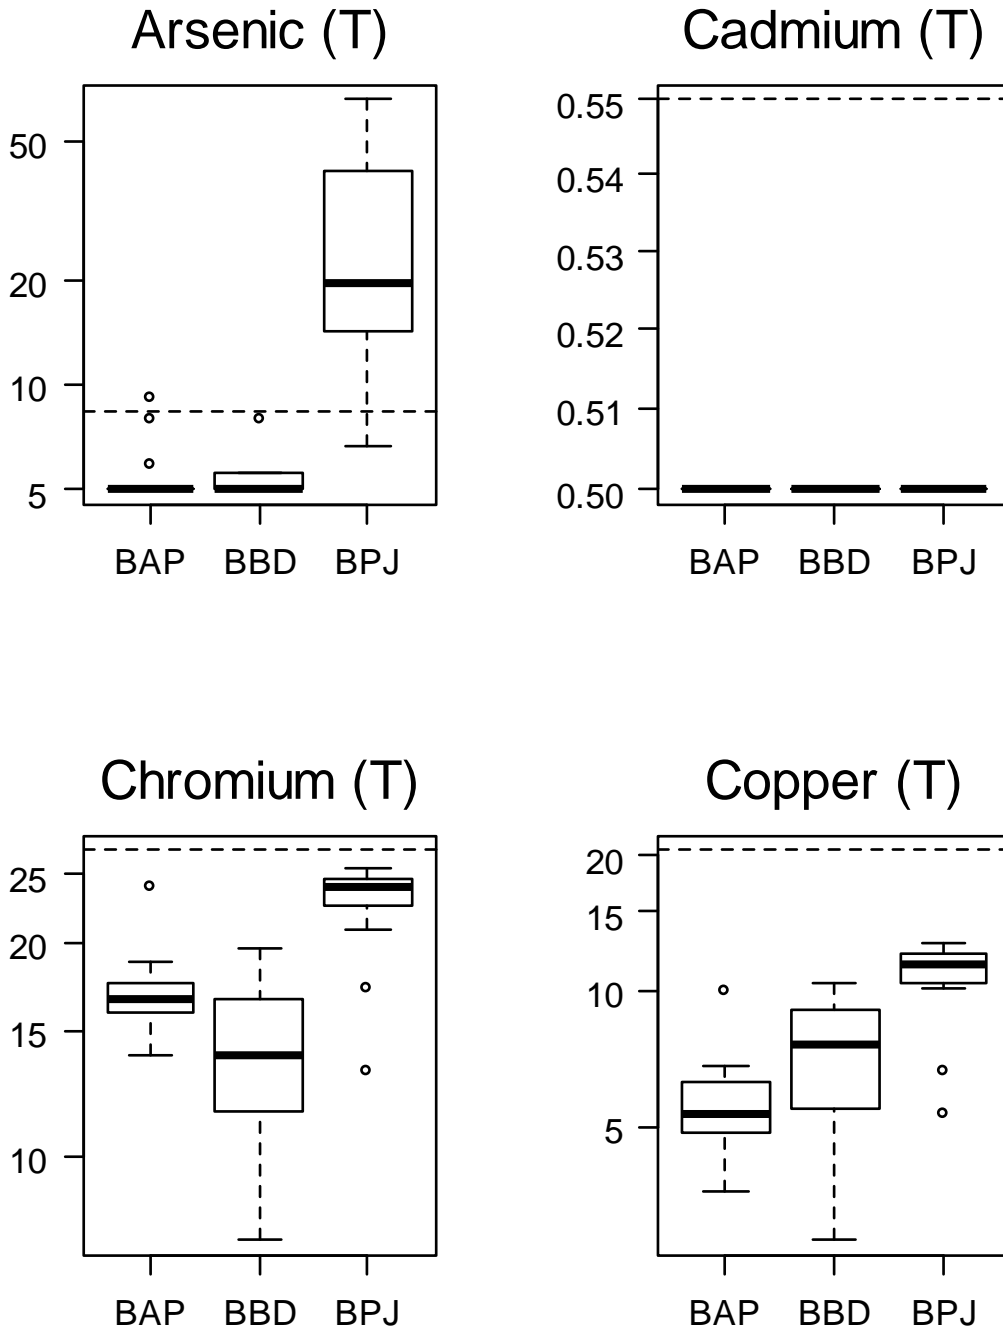 Arsenic (T)
50
20
10
5
BAP BBD BPJ
Cadmium (T)
0.55
0.54
0.53
0.52
0.51
0.50
BAP BBD BPJ
Chromium (T)
25
20
15
10
BAP BBD BPJ
Copper (T)
20
15
10
5
BAP BBD BPJ